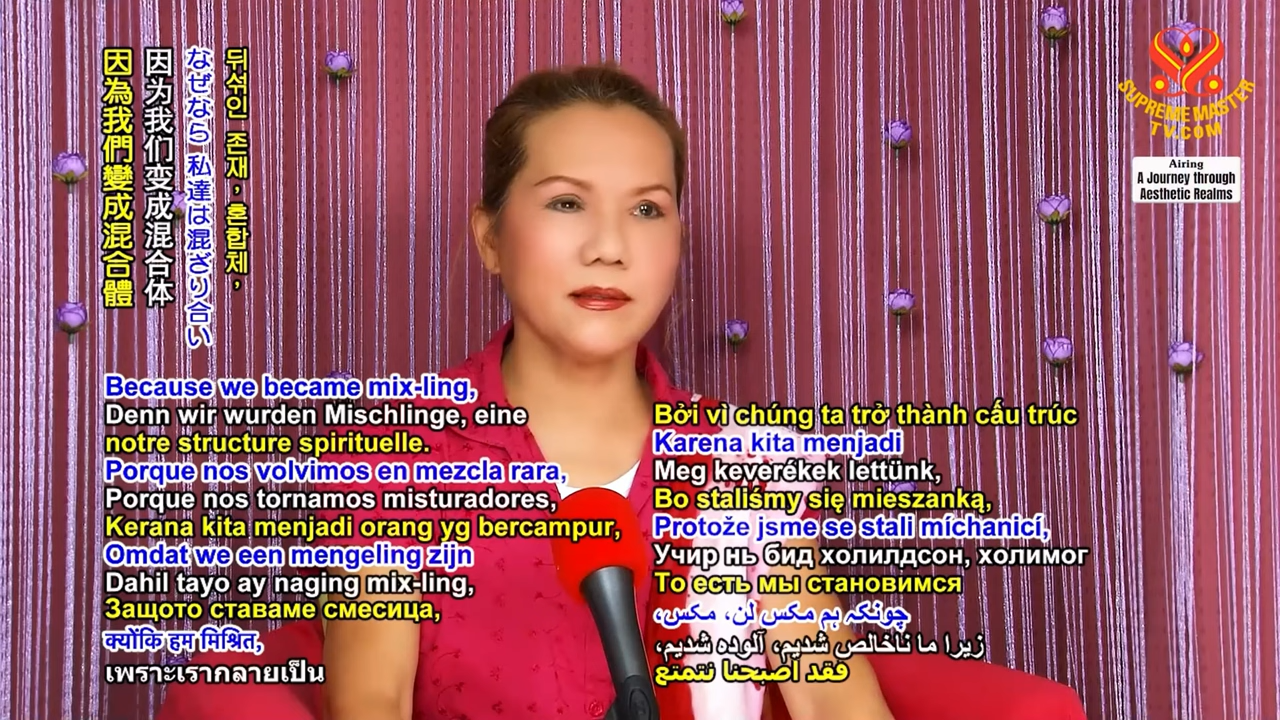 因為我們變成混合體
因为我们变成混合体
なぜなら 私達は混ざり合い
뒤섞인 존재，혼합체，
SUPREME MASTER
TV.COM
Airing
A Journey through
Aesthetic Realms
Because we became mix-ling,
Denn wir wurden Mischlinge, eine
notre structure spirituelle.
Porque nos volvimos en mezcla rara,
Porque nos tornamos misturadores,
Kerana kita menjadi orang yg bercampur,
Omdat we een mengeling zijn
Dahil tayo ay naging mix-ling,
Защото ставаме смесица,
क्योंकि हम मिश्रित,
เพราะเรากลายเป็น
Bởi vì chúng ta trở thành cấu trúc
Karena kita menjadi
Meg keverékek lettünk,
Bo staliśmy się mieszanką,
Protože jsme se stali míchanicí,
Учир нь бид холилдсон, холимог
То есть мы становимся
چونکہ ہم مکس لن، مکس،
زیرا ما ناخالص شدیم، آلوده شدیم،
فقد اصبحنا نتمتع